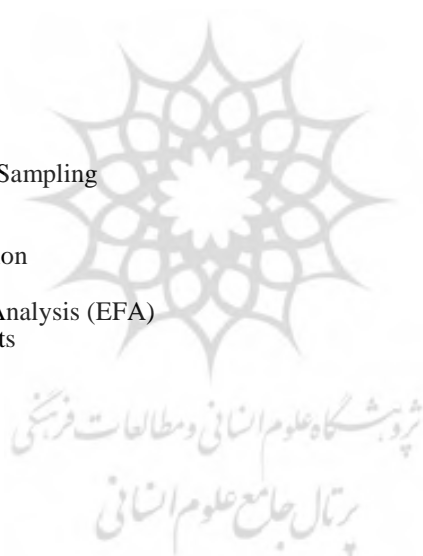 Sampling
on
Analysis (EFA)
ts
پژوهشگاه علوم انسانی و مطالعات فرهنگی
پرتال جامع علوم انسانی